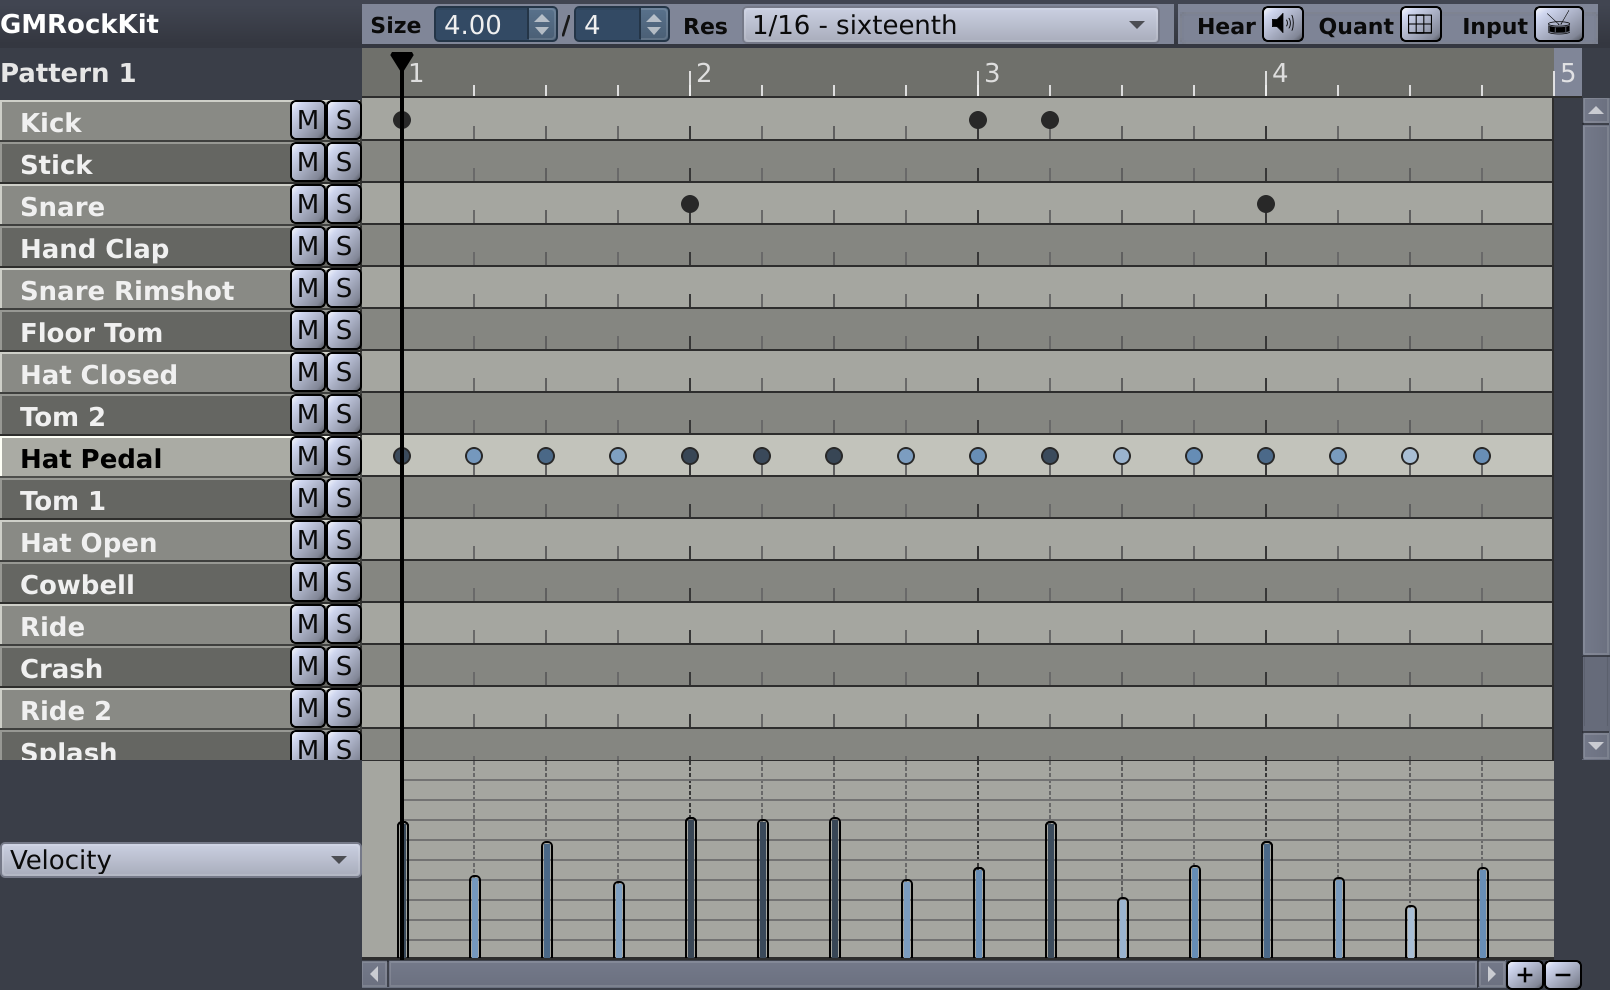 GMRockKit Size 4.00 / 4 Res 1/16 - sixteenth Hear Quant Input
Pattern 1 1 2 3 4 5
Kick M S
Stick M S
Snare M S
Hand Clap M S
Snare Rimshot M S
Floor Tom M S
Hat Closed M S
Tom 2 M S
Hat Pedal M S
Tom 1 M S
Hat Open M S
Cowbell M S
Ride M S
Crash M S
Ride 2 M S
Splash M S
Velocity
+ −